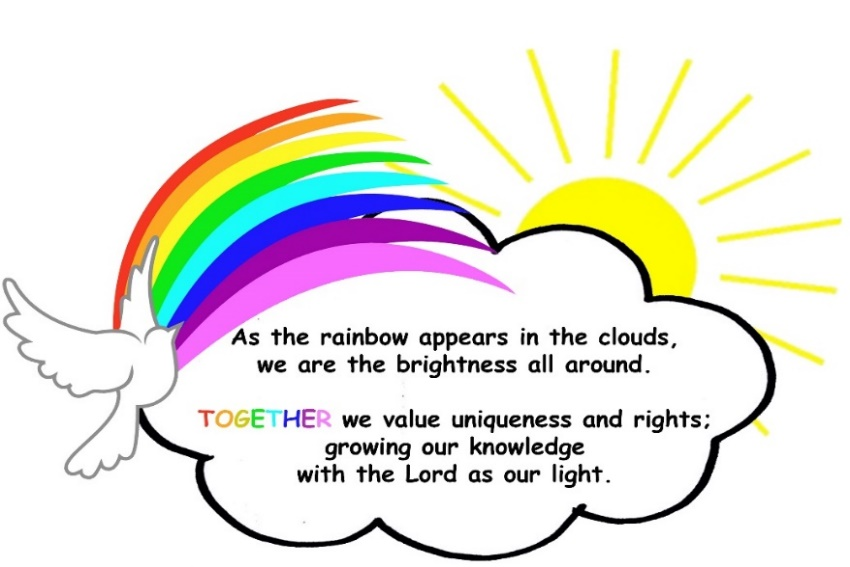 As the rainbow appears in the clouds,
we are the brightness all around.
TOGETHER we value uniqueness and rights;
growing our knowledge
with the Lord as our light.